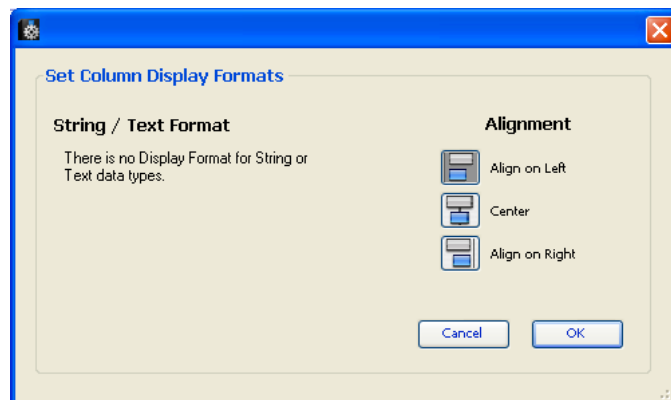 Set Column Display Formats
String / Text Format
There is no Display Format for String or
Text data types.
Alignment
Align on Left
Center
Align on Right
Cancel
OK